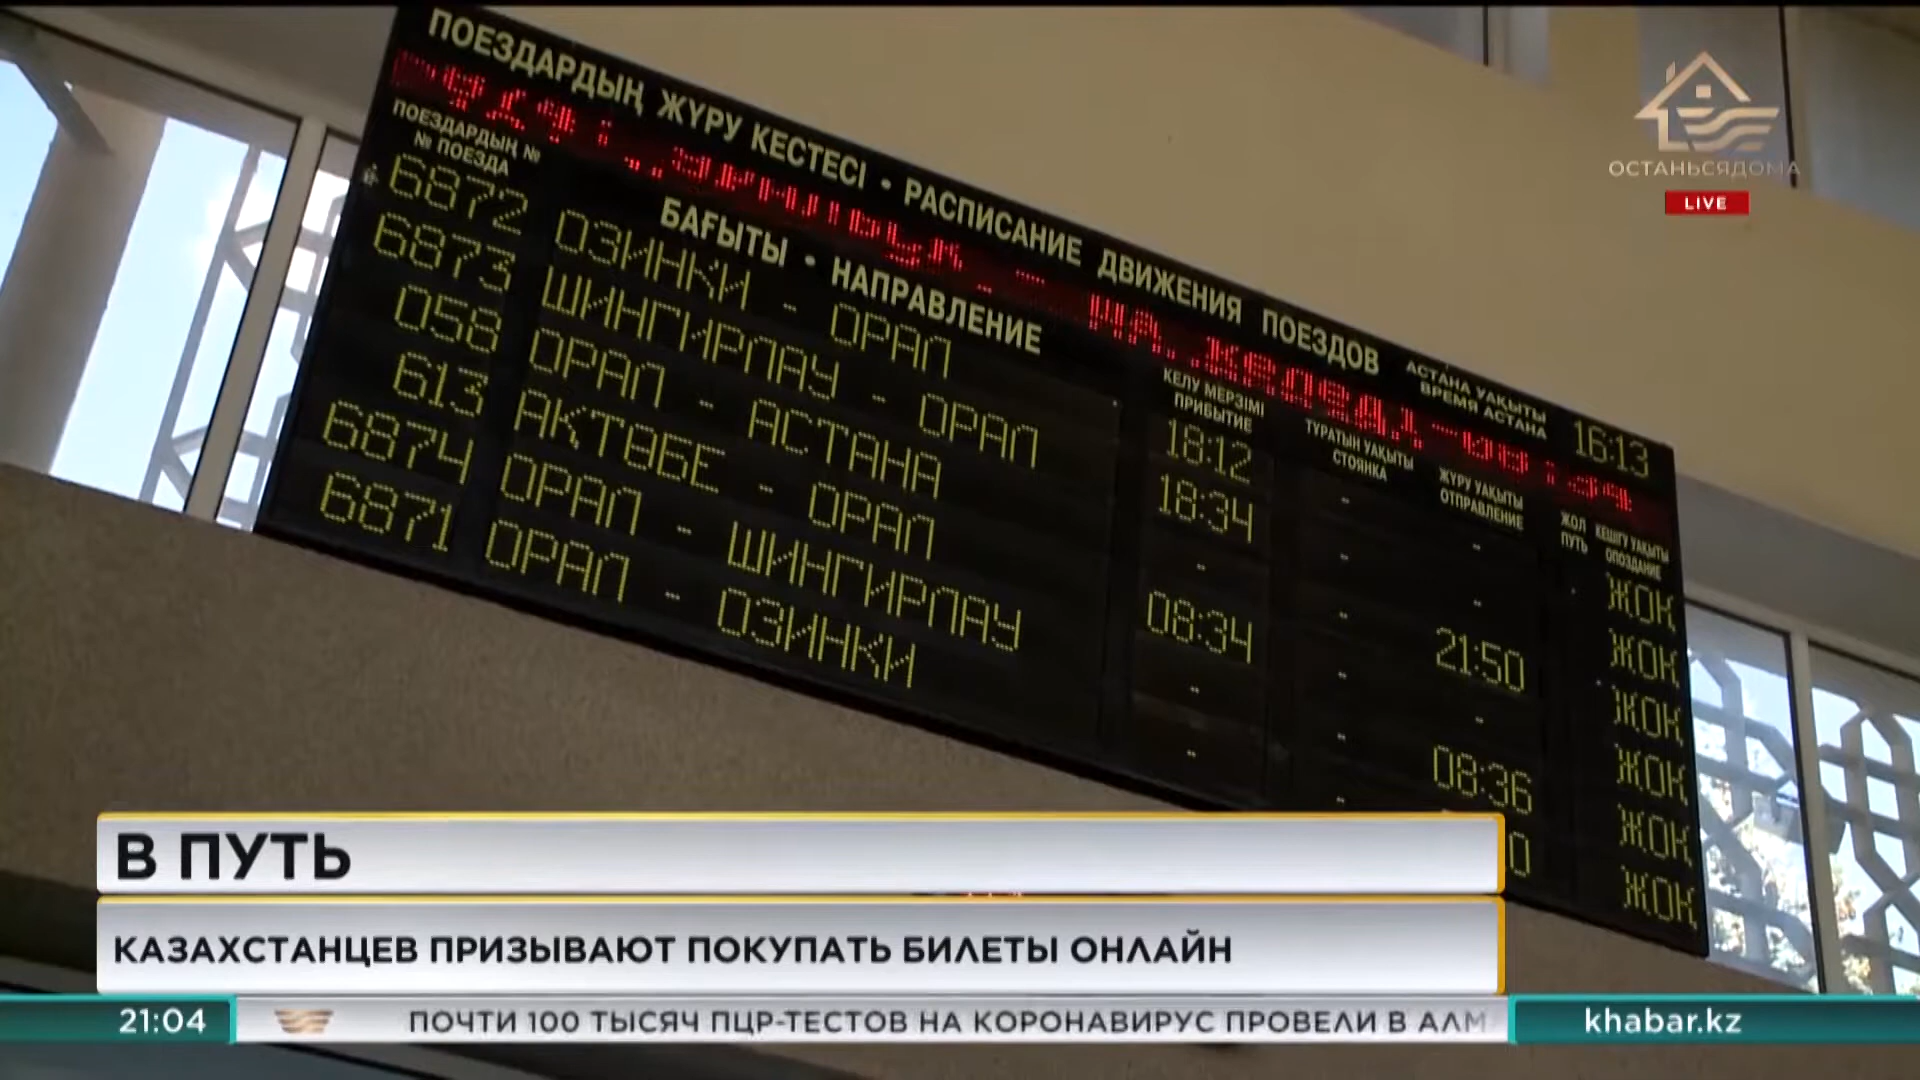 ПОЕЗДАРДЫҢ ЖҮРУ КЕСТЕСІ • РАСПИСАНИЕ ДВИЖЕНИЯ ПОЕЗДОВ
АСТАНА УАҚЫТЫ
ВРЕМЯ АСТАНА
16:13
ПОЕЗДАРДЫҢ №
№ ПОЕЗДА
БАҒЫТЫ • НАПРАВЛЕНИЕ
КЕЛУ МЕРЗІМІ
ПРИБЫТИЕ
ТҰРАТЫН УАҚЫТЫ
СТОЯНКА
ЖҮРУ УАҚЫТЫ
ОТПРАВЛЕНИЕ
ЖОЛ
ПУТЬ
КЕШІГУ УАҚЫТЫ
ОПОЗДАНИЕ
6872 ОЗИНКИ - ОРАЛ 18:12 - - ЖОҚ
6873 ШИНГИРЛАУ - ОРАЛ 18:34 - - ЖОҚ
058 ОРАЛ - АСТАНА - - 21:50 ЖОҚ
613 АКТӨБЕ - ОРАЛ 08:34 - - ЖОҚ
6874 ОРАЛ - ШИНГИРЛАУ - - 08:36 ЖОҚ
6871 ОРАЛ - ОЗИНКИ - - 0 ЖОҚ
ОСТАНЬСЯДОМА
LIVE
В ПУТЬ
КАЗАХСТАНЦЕВ ПРИЗЫВАЮТ ПОКУПАТЬ БИЛЕТЫ ОНЛАЙН
21:04 ПОЧТИ 100 ТЫСЯЧ ПЦР-ТЕСТОВ НА КОРОНАВИРУС ПРОВЕЛИ В АЛМ khabar.kz